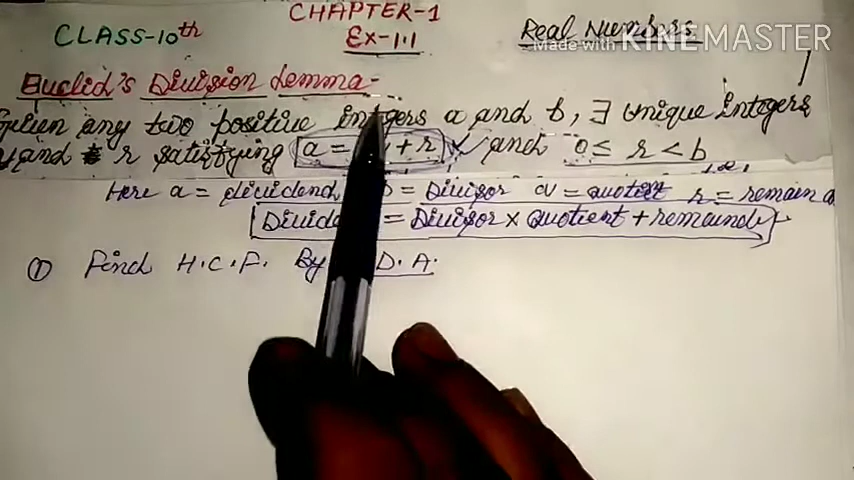 CHAPTER-1
CLASS-10th
Ex-1.1
Real Numbers
Made with KINEMASTER
Euclid's Division Lemma-
Given any two positive integers a and b, ∃ unique integers
and r satisfying a = + r and 0 ≤ r < b
Here a = dividend = Divisor q = quotient r = remain
= Divisor × quotient + remainder
① Find H.C.F. By D.A.